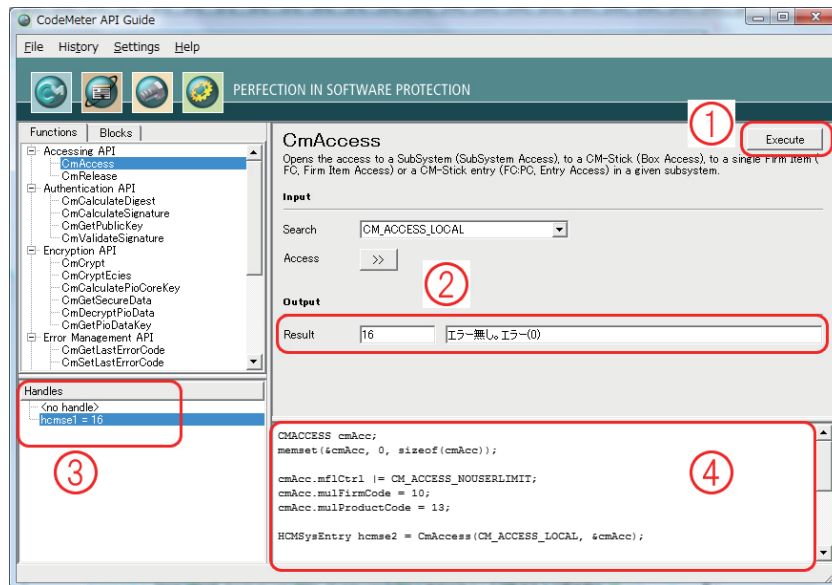 CodeMeter API Guide
File History Settings Help
PERFECTION IN SOFTWARE PROTECTION
Functions Blocks
Accessing API
CmAccess
CmRelease
Authentication API
CmCalculateDigest
CmCalculateSignature
CmGetPublicKey
CmValidateSignature
Encryption API
CmCrypt
CmCryptEcies
CmCalculatePioCoreKey
CmGetSecureData
CmDecryptPioData
CmGetPioDataKey
Error Management API
CmGetLastErrorCode
CmSetLastErrorCode
Handles
<no handle>
hcmse1 = 16
③
CmAccess
① Execute
Opens the access to a SubSystem (SubSystem Access), to a CM-Stick (Box Access), to a single Firm Item (
FC, Firm Item Access) or a CM-Stick entry (FC:PC, Entry Access) in a given subsystem.
Input
Search CM_ACCESS_LOCAL
Access >>
②
Output
Result 16 エラー無し。エラー(0)
CMACCESS cmAcc;
memset(&cmAcc, 0, sizeof(cmAcc));
cmAcc.mflCtrl |= CM_ACCESS_NOUSERLIMIT;
cmAcc.mulFirmCode = 10;
cmAcc.mulProductCode = 13;
HCMSysEntry hcmse2 = CmAccess(CM_ACCESS_LOCAL, &cmAcc);
④